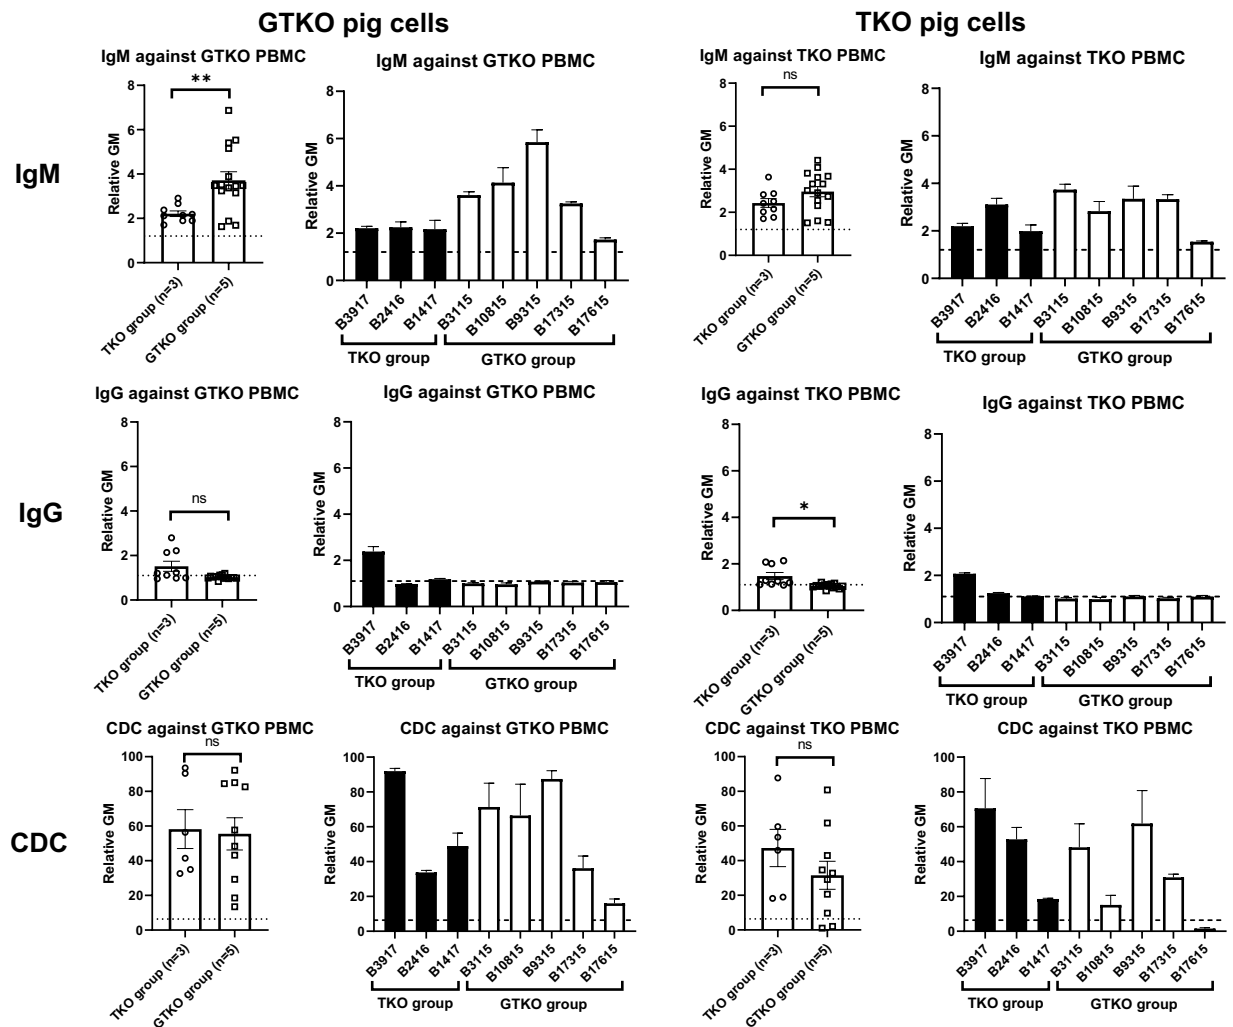 GTKO pig cells
TKO pig cells
IgM
IgM against GTKO PBMC
**
Relative GM
8
6
4
2
0
TKO group (n=3)
GTKO group (n=5)
IgM against GTKO PBMC
Relative GM
8
6
4
2
0
B3917
B2416
B1417
B3115
B10815
B9315
B17315
B17615
TKO group
GTKO group
IgM against TKO PBMC
ns
Relative GM
8
6
4
2
0
TKO group (n=3)
GTKO group (n=5)
IgM against TKO PBMC
Relative GM
8
6
4
2
0
B3917
B2416
B1417
B3115
B10815
B9315
B17315
B17615
TKO group
GTKO group
IgG
IgG against GTKO PBMC
ns
Relative GM
8
6
4
2
0
TKO group (n=3)
GTKO group (n=5)
IgG against GTKO PBMC
Relative GM
8
6
4
2
0
B3917
B2416
B1417
B3115
B10815
B9315
B17315
B17615
TKO group
GTKO group
IgG against TKO PBMC
*
Relative GM
8
6
4
2
0
TKO group (n=3)
GTKO group (n=5)
IgG against TKO PBMC
Relative GM
8
6
4
2
0
B3917
B2416
B1417
B3115
B10815
B9315
B17315
B17615
TKO group
GTKO group
CDC
CDC against GTKO PBMC
ns
Relative GM
100
80
60
40
20
0
TKO group (n=3)
GTKO group (n=5)
CDC against GTKO PBMC
Relative GM
100
80
60
40
20
0
B3917
B2416
B1417
B3115
B10815
B9315
B17315
B17615
TKO group
GTKO group
CDC against TKO PBMC
ns
Relative GM
100
80
60
40
20
0
TKO group (n=3)
GTKO group (n=5)
CDC against TKO PBMC
Relative GM
100
80
60
40
20
0
B3917
B2416
B1417
B3115
B10815
B9315
B17315
B17615
TKO group
GTKO group